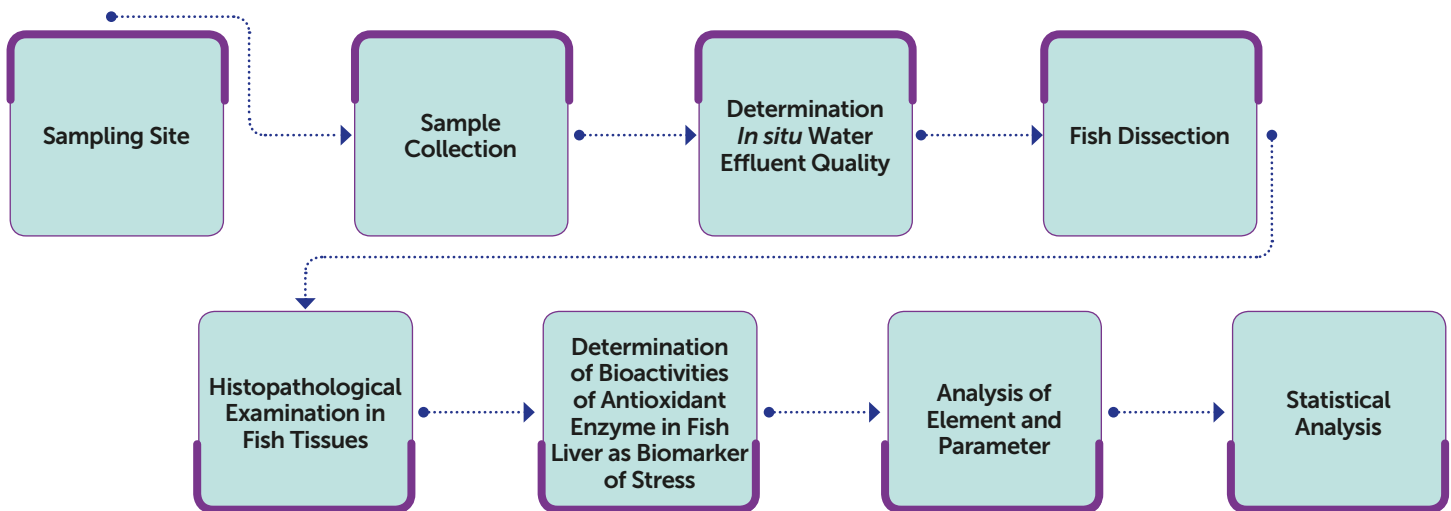 Sampling Site
Sample
Collection
Determination
In situ Water
Effluent Quality
Fish Dissection
Histopathological
Examination in
Fish Tissues
Determination
of Bioactivities
of Antioxidant
Enzyme in Fish
Liver as Biomarker
of Stress
Analysis of
Element and
Parameter
Statistical
Analysis